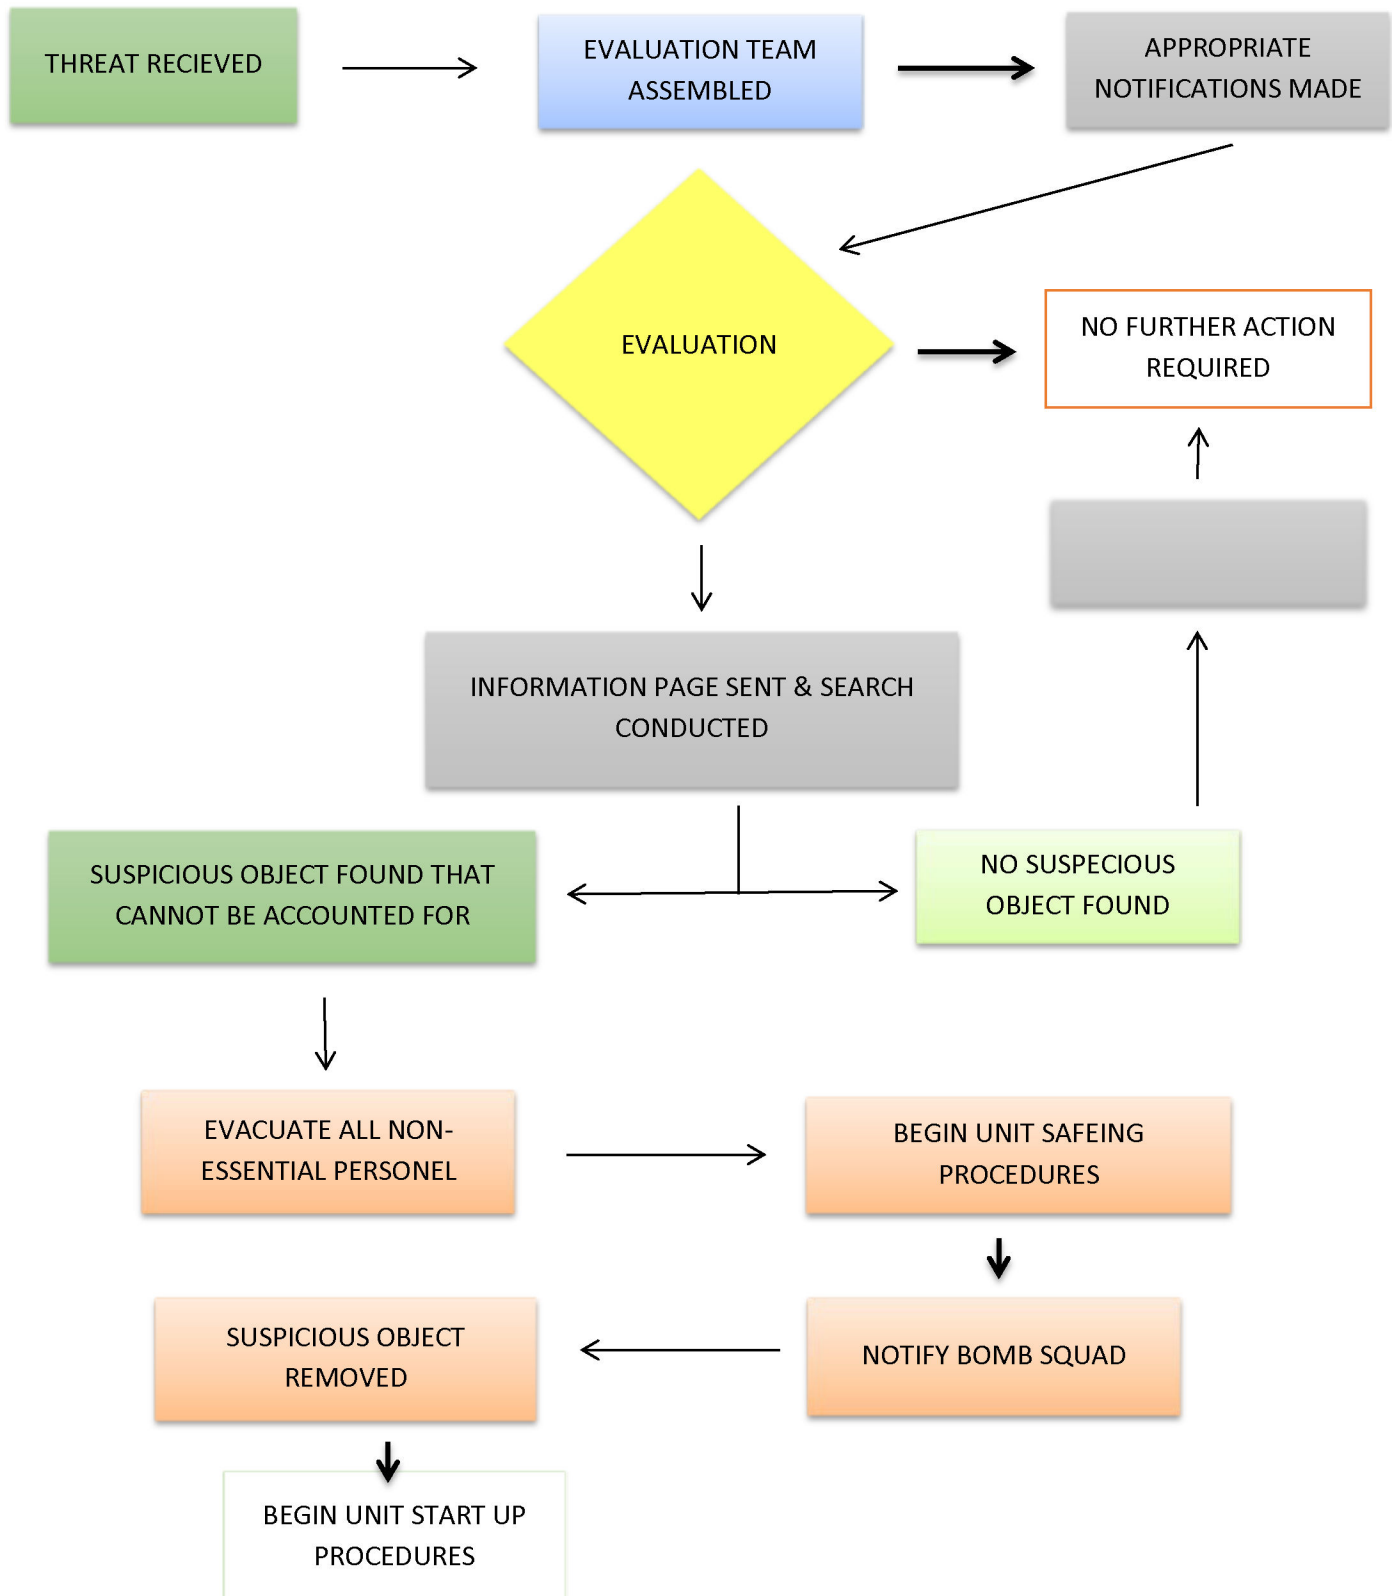 THREAT RECIEVED
EVALUATION TEAM
ASSEMBLED
APPROPRIATE
NOTIFICATIONS MADE
EVALUATION
NO FURTHER ACTION
REQUIRED
INFORMATION PAGE SENT & SEARCH
CONDUCTED
SUSPICIOUS OBJECT FOUND THAT
CANNOT BE ACCOUNTED FOR
NO SUSPECIOUS
OBJECT FOUND
EVACUATE ALL NON-
ESSENTIAL PERSONEL
BEGIN UNIT SAFEING
PROCEDURES
SUSPICIOUS OBJECT
REMOVED
NOTIFY BOMB SQUAD
BEGIN UNIT START UP
PROCEDURES